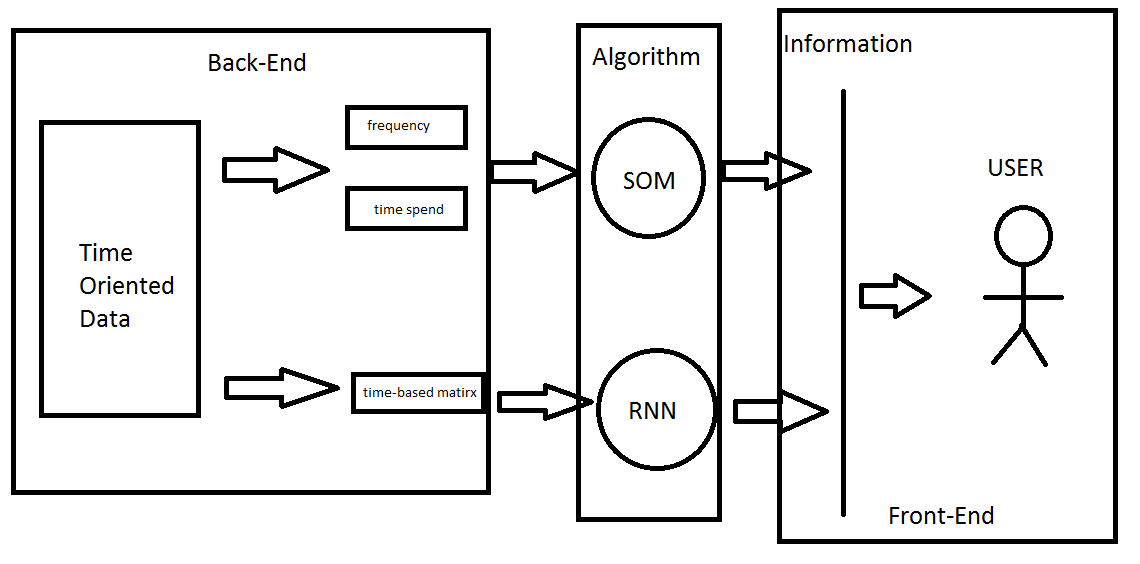 Back-End
Time
Oriented
Data
frequency
time spend
time-based matirx
Algorithm
SOM
RNN
Information
USER
Front-End